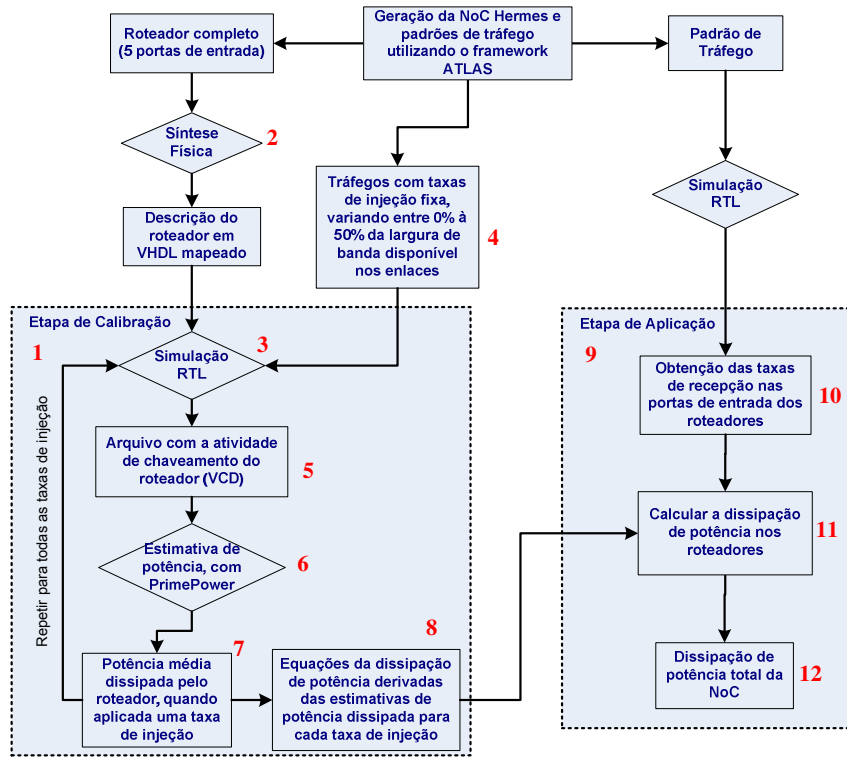 Roteador completo
(5 portas de entrada)
Geração da NoC Hermes e
padrões de tráfego
utilizando o framework
ATLAS
Padrão de
Tráfego
Síntese
Física
2
Tráfegos com taxas
de injeção fixa,
variando entre 0% à
50% da largura de
banda disponível
nos enlaces
4
Simulação
RTL
Descrição do
roteador em
VHDL mapeado
Etapa de Calibração
1
Simulação
RTL
3
Repetir para todas as taxas de injeção
Arquivo com a atividade
de chaveamento do
roteador (VCD)
5
Estimativa de
potência, com
PrimePower
6
Potência média
dissipada pelo
roteador, quando
aplicada uma taxa
de injeção
7
Equações da dissipação
de potência derivadas
das estimativas de
potência dissipada para
cada taxa de injeção
8
Etapa de Aplicação
9
Obtenção das taxas
de recepção nas
portas de entrada dos
roteadores
10
Calcular a dissipação
de potência nos
roteadores
11
Dissipação de
potência total da
NoC
12